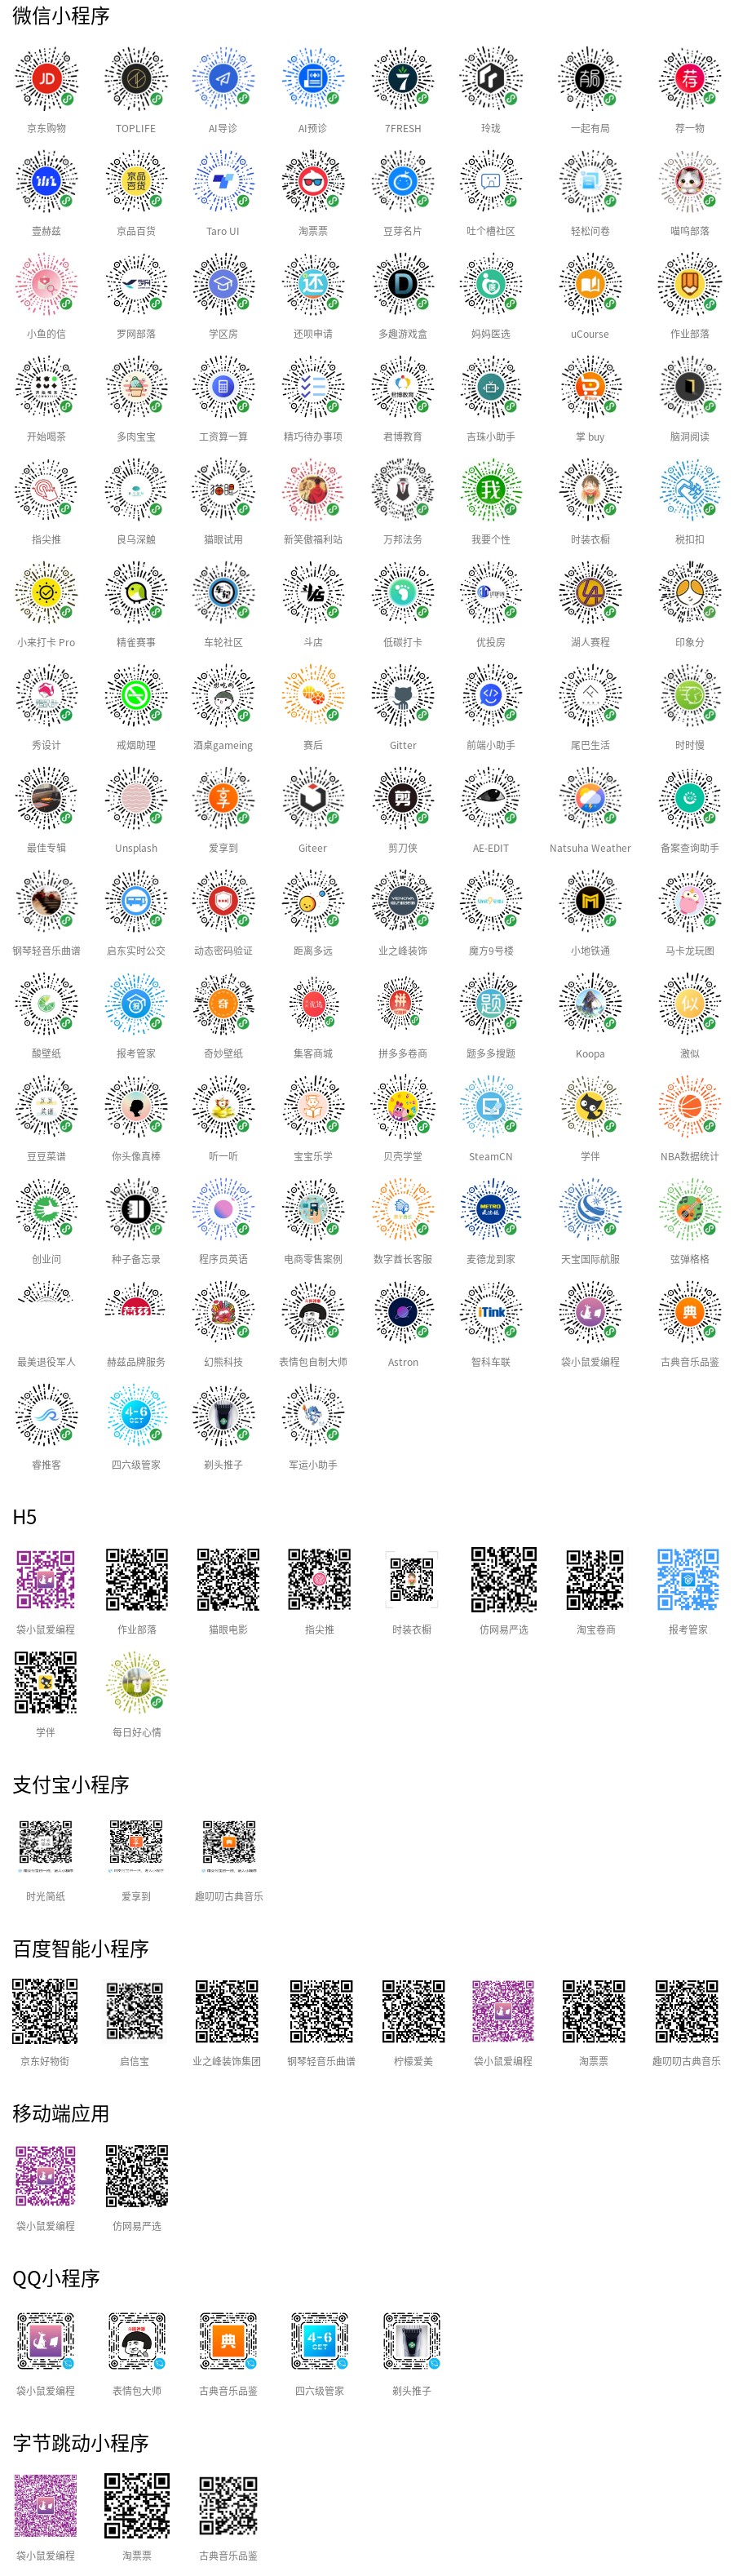 微信小程序
京东购物 TOPLIFE AI导诊 AI预诊 7FRESH 玲珑 一起有局 荐一物
壹赫兹 京品百货 Taro UI 淘票票 豆芽名片 吐个槽社区 轻松问卷 喵呜部落
小鱼的信 罗网部落 学区房 还呗申请 多趣游戏盒 妈妈医选 uCourse 作业部落
开始喝茶 多肉宝宝 工资算一算 精巧待办事项 君博教育 吉珠小助手 掌 buy 脑洞阅读
指尖推 良乌深触 猫眼试用 新笑傲福利站 万邦法务 我要个性 时装衣橱 税扣扣
小来打卡 Pro 精雀赛事 车轮社区 斗店 低碳打卡 优投房 湖人赛程 印象分
秀设计 戒烟助理 酒桌gameing 赛后 Gitter 前端小助手 尾巴生活 时时慢
最佳专辑 Unsplash 爱享到 Giteer 剪刀侠 AE-EDIT Natsuha Weather 备案查询助手
钢琴轻音乐曲谱 启东实时公交 动态密码验证 距离多远 业之峰装饰 魔方9号楼 小地铁通 马卡龙玩图
酸壁纸 报考管家 奇妙壁纸 集客商城 拼多多卷商 题多多搜题 Koopa 激似
豆豆菜谱 你头像真棒 听一听 宝宝乐学 贝壳学堂 SteamCN 学伴 NBA数据统计
创业问 种子备忘录 程序员英语 电商零售案例 数字酋长客服 麦德龙到家 天宝国际航服 弦弹格格
最美退役军人 赫兹品牌服务 幻熊科技 表情包自制大师 Astron 智科车联 袋小鼠爱编程 古典音乐品鉴
睿推客 四六级管家 剃头推子 军运小助手
H5
袋小鼠爱编程 作业部落 猫眼电影 指尖推 时装衣橱 仿网易严选 淘宝卷商 报考管家
学伴 每日好心情
支付宝小程序
时光简纸 爱享到 趣叨叨古典音乐
百度智能小程序
京东好物街 启信宝 业之峰装饰集团 钢琴轻音乐曲谱 柠檬爱美 袋小鼠爱编程 淘票票 趣叨叨古典音乐
移动端应用
袋小鼠爱编程 仿网易严选
QQ小程序
袋小鼠爱编程 表情包大师 古典音乐品鉴 四六级管家 剃头推子
字节跳动小程序
袋小鼠爱编程 淘票票 古典音乐品鉴